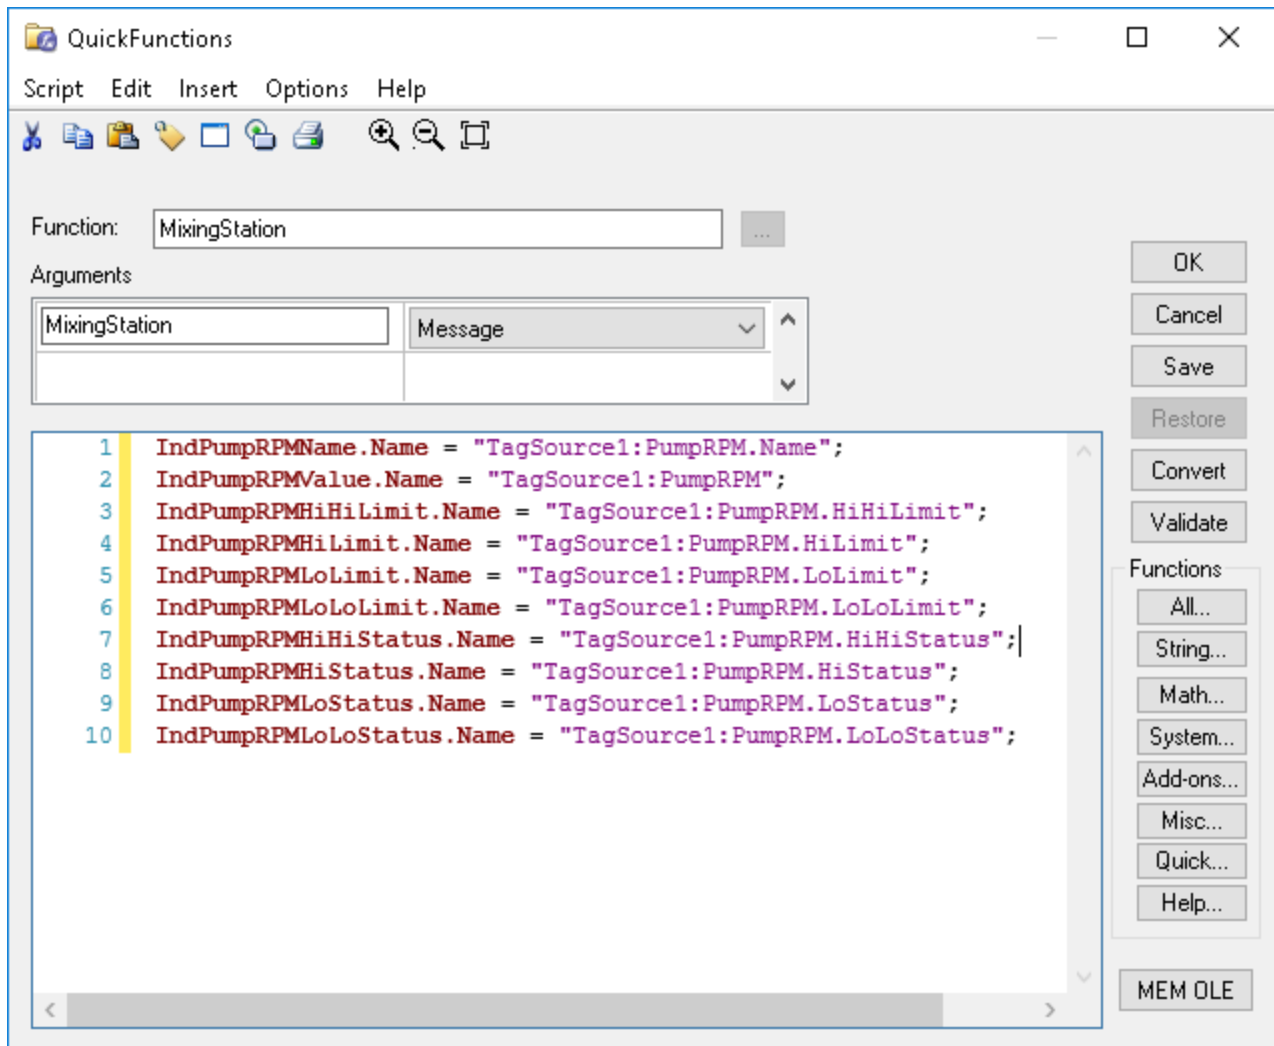 QuickFunctions
Script Edit Insert Options Help
Function: MixingStation ...
Arguments
MixingStation Message
1 IndPumpRPMName.Name = "TagSource1:PumpRPM.Name";
2 IndPumpRPMValue.Name = "TagSource1:PumpRPM";
3 IndPumpRPMHiHiLimit.Name = "TagSource1:PumpRPM.HiHiLimit";
4 IndPumpRPMHiLimit.Name = "TagSource1:PumpRPM.HiLimit";
5 IndPumpRPMLoLimit.Name = "TagSource1:PumpRPM.LoLimit";
6 IndPumpRPMLoLoLimit.Name = "TagSource1:PumpRPM.LoLoLimit";
7 IndPumpRPMHiHiStatus.Name = "TagSource1:PumpRPM.HiHiStatus";
8 IndPumpRPMHiStatus.Name = "TagSource1:PumpRPM.HiStatus";
9 IndPumpRPMLoStatus.Name = "TagSource1:PumpRPM.LoStatus";
10 IndPumpRPMLoLoStatus.Name = "TagSource1:PumpRPM.LoLoStatus";
OK
Cancel
Save
Restore
Convert
Validate
Functions
All...
String...
Math...
System...
Add-ons...
Misc...
Quick...
Help...
MEM OLE